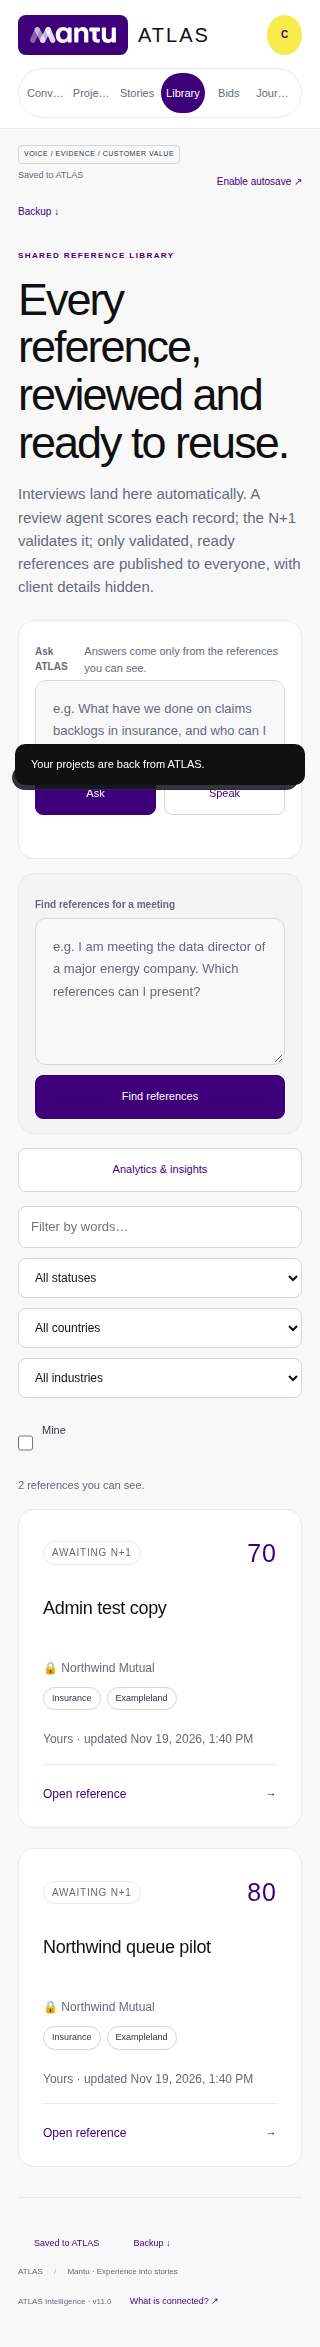 mantu ATLAS C
Conv… Proje… Stories Library Bids Jour…
VOICE / EVIDENCE / CUSTOMER VALUE
Saved to ATLAS
Enable autosave ↗
Backup ↓
SHARED REFERENCE LIBRARY
Every
reference,
reviewed and
ready to reuse.
Interviews land here automatically. A
review agent scores each record; the N+1
validates it; only validated, ready
references are published to everyone, with
client details hidden.
Ask
ATLAS
Answers come only from the references
you can see.
e.g. What have we done on claims
backlogs in insurance, and who can I
Your projects are back from ATLAS.
Ask Speak
Find references for a meeting
e.g. I am meeting the data director of
a major energy company. Which
references can I present?
Find references
Analytics & insights
Filter by words…
All statuses
All countries
All industries
Mine
2 references you can see.
AWAITING N+1 70
Admin test copy
🔒 Northwind Mutual
Insurance Exampleland
Yours · updated Nov 19, 2026, 1:40 PM
Open reference →
AWAITING N+1 80
Northwind queue pilot
🔒 Northwind Mutual
Insurance Exampleland
Yours · updated Nov 19, 2026, 1:40 PM
Open reference →
Saved to ATLAS Backup ↓
ATLAS / Mantu · Experience into stories
ATLAS Intelligence · v11.0 What is connected? ↗